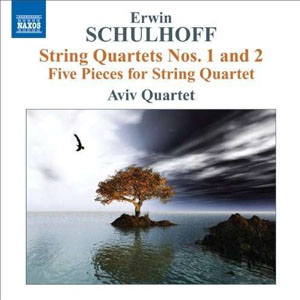 NAXOS
Erwin
SCHULHOFF
String Quartets Nos. 1 and 2
Five Pieces for String Quartet
Aviv Quartet